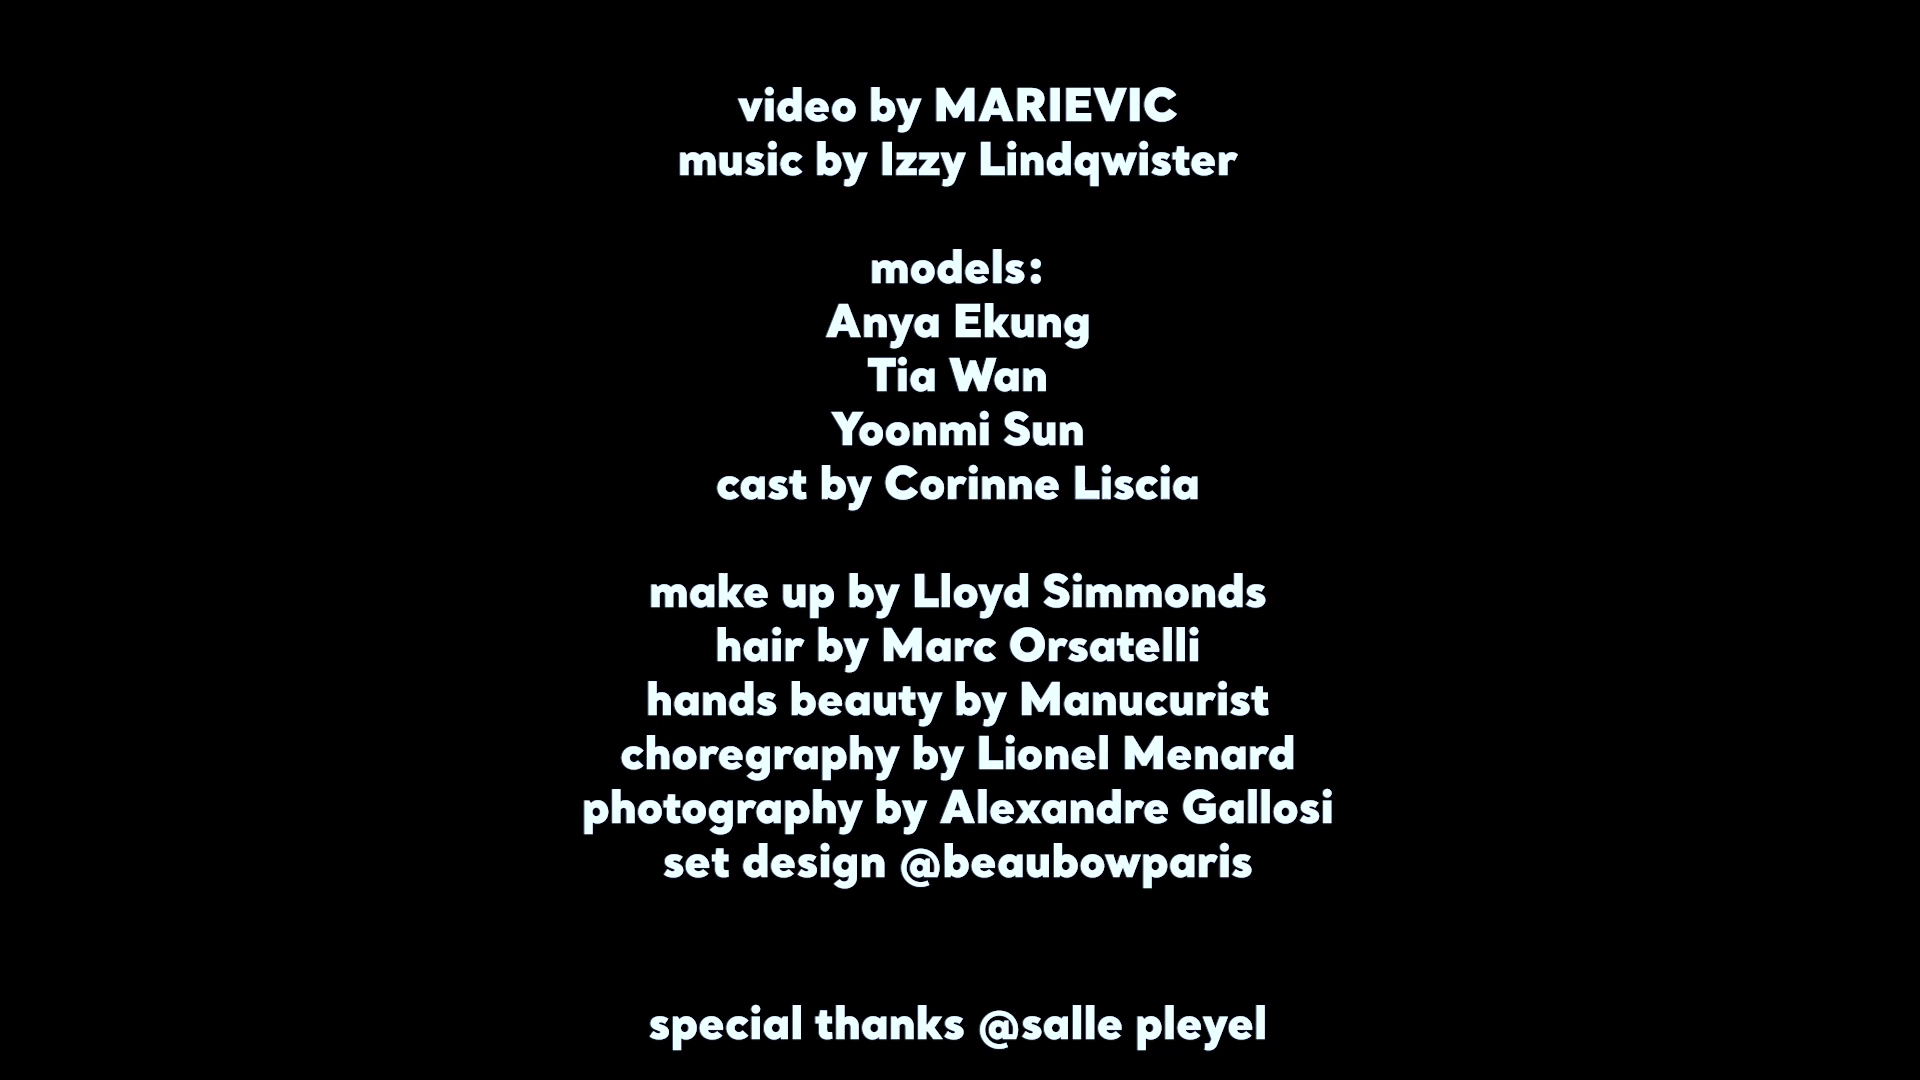 video by MARIEVIC
music by Izzy Lindqwister
models:
Anya Ekung
Tia Wan
Yoonmi Sun
cast by Corinne Liscia
make up by Lloyd Simmonds
hair by Marc Orsatelli
hands beauty by Manucurist
choregraphy by Lionel Menard
photography by Alexandre Gallosi
set design @beaubowparis
special thanks @salle pleyel